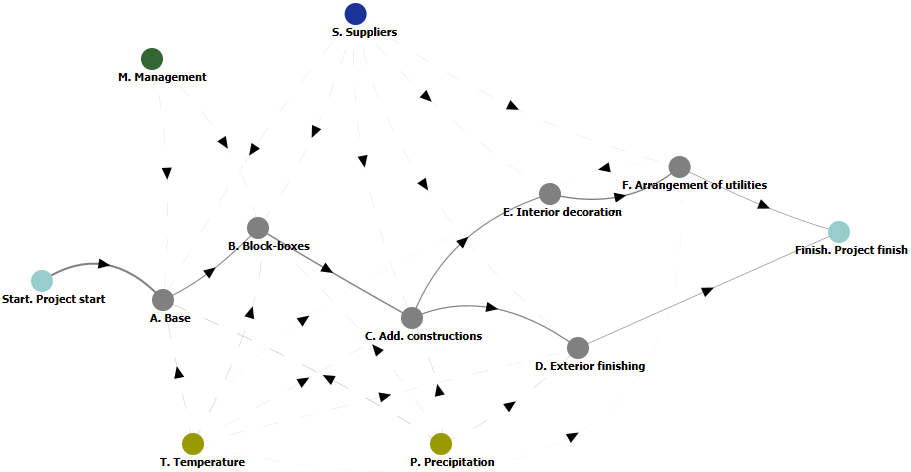 S. Suppliers
M. Management
F. Arrangement of utilities
E. Interior decoration
B. Block-boxes
Finish. Project finish
Start. Project start
A. Base
C. Add. constructions
D. Exterior finishing
T. Temperature
P. Precipitation